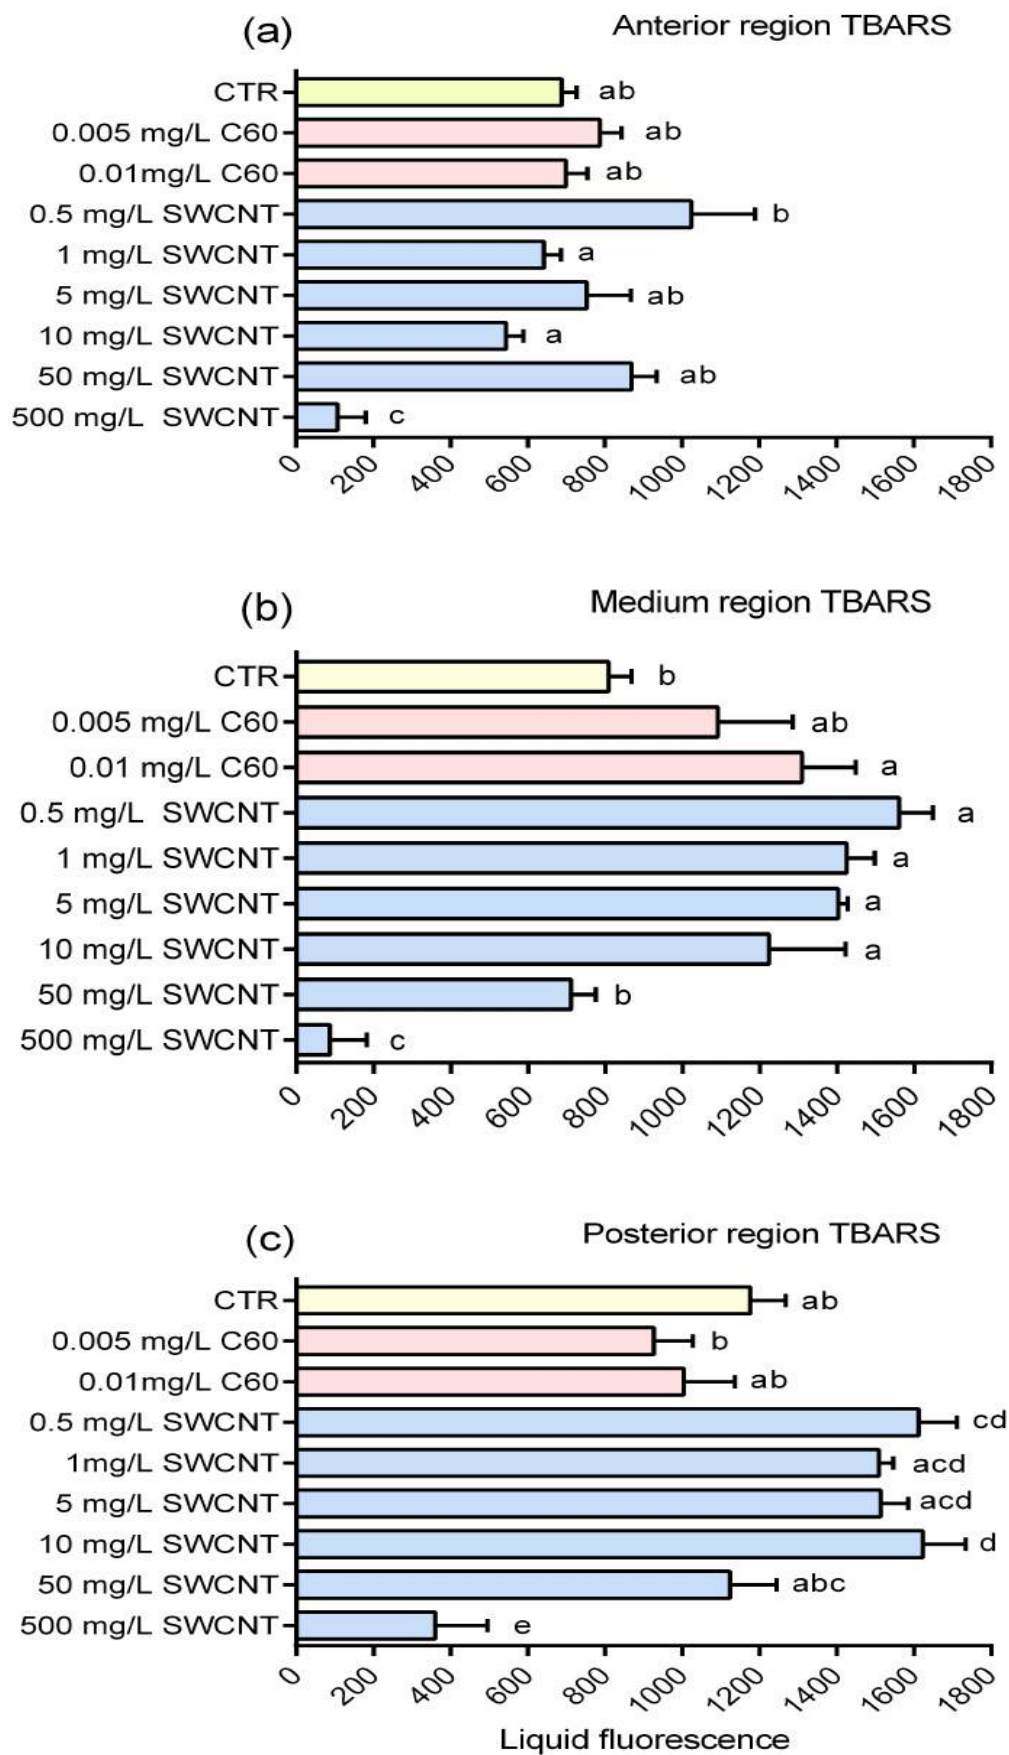 (a)
Anterior region TBARS
CTR ab
0.005 mg/L C60 ab
0.01mg/L C60 ab
0.5 mg/L SWCNT b
1 mg/L SWCNT a
5 mg/L SWCNT ab
10 mg/L SWCNT a
50 mg/L SWCNT ab
500 mg/L  SWCNT c
0 200 400 600 800 1000 1200 1400 1600 1800
(b)
Medium region TBARS
CTR b
0.005 mg/L C60 ab
0.01 mg/L C60 a
0.5 mg/L  SWCNT a
1 mg/L SWCNT a
5 mg/L SWCNT a
10 mg/L SWCNT a
50 mg/L SWCNT b
500 mg/L SWCNT c
0 200 400 600 800 1000 1200 1400 1600 1800
(c)
Posterior region TBARS
CTR ab
0.005 mg/L C60 b
0.01mg/L C60 ab
0.5 mg/L SWCNT cd
1mg/L SWCNT acd
5 mg/L SWCNT acd
10 mg/L SWCNT d
50 mg/L SWCNT abc
500 mg/L SWCNT e
0 200 400 600 800 1000 1200 1400 1600 1800
Liquid fluorescence